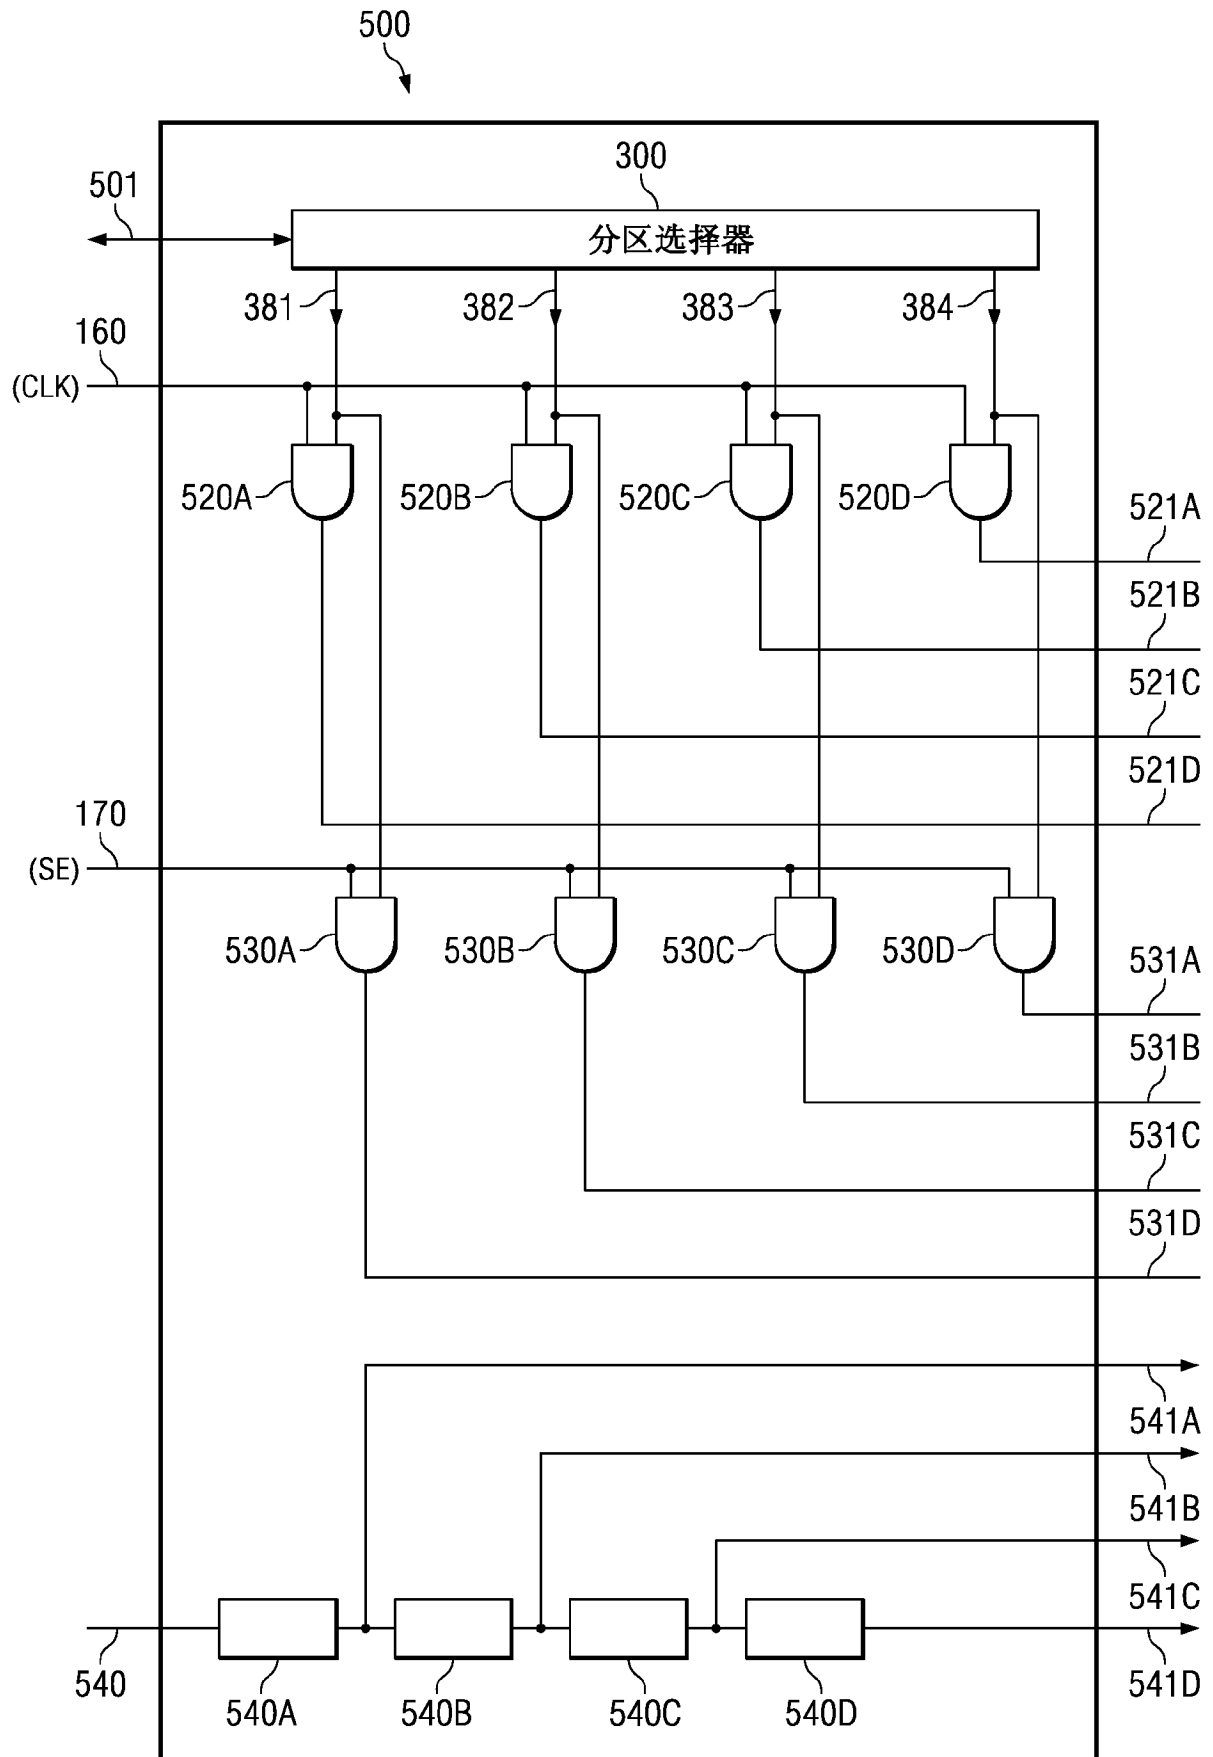 500
300
501
分区选择器
381
382
383
384
160
(CLK)
520A
520B
520C
520D
521A
521B
521C
521D
170
(SE)
530A
530B
530C
530D
531A
531B
531C
531D
541A
541B
541C
540
541D
540A
540B
540C
540D